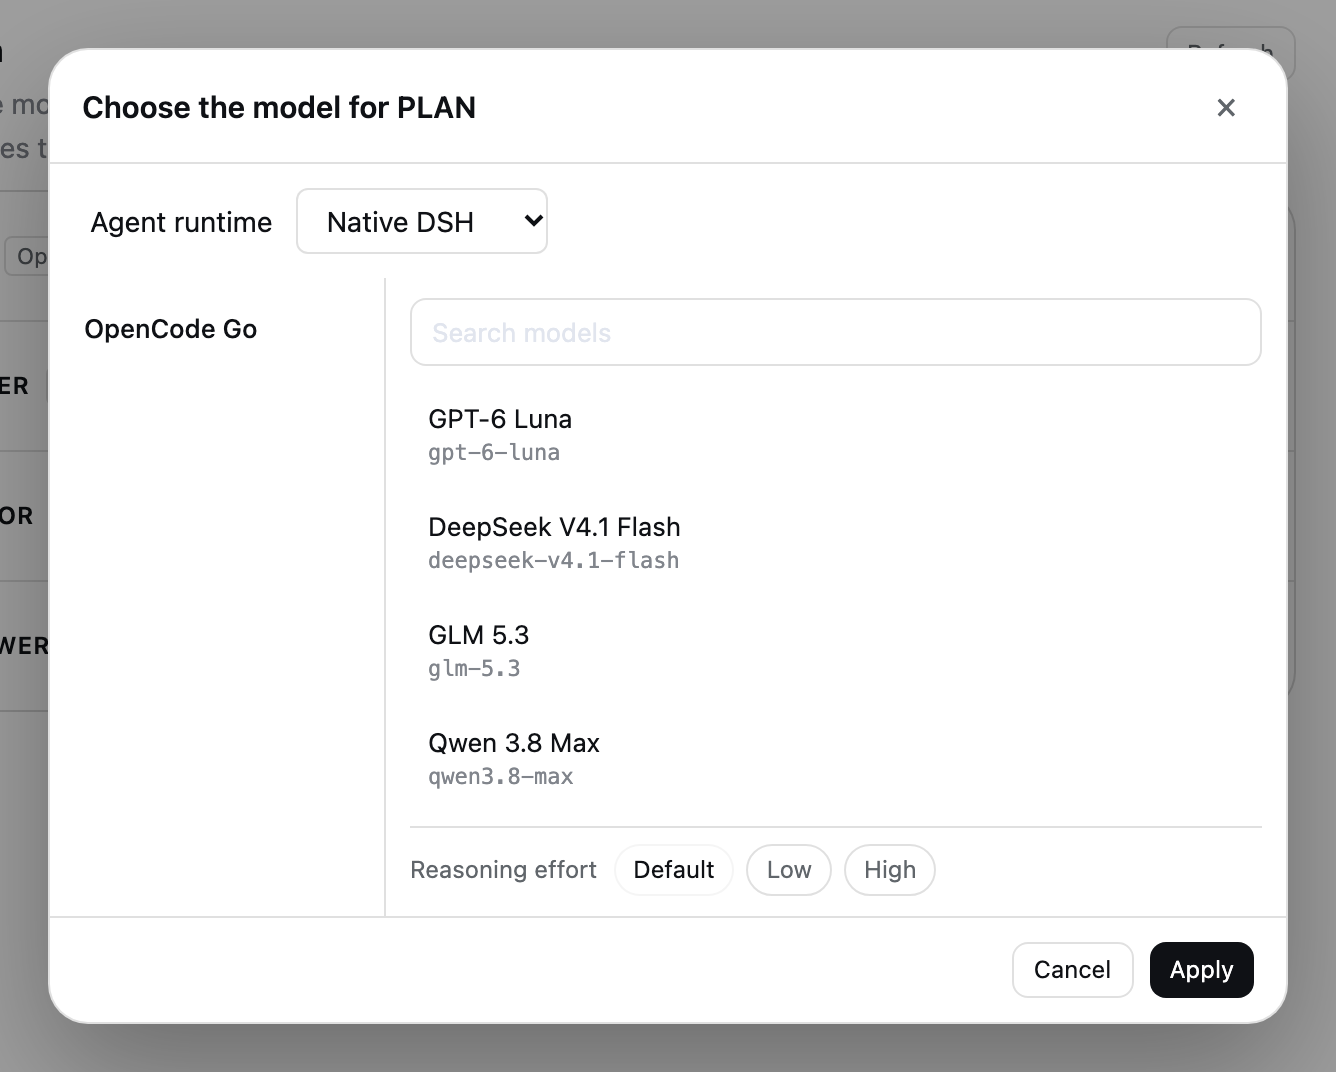 Choose the model for PLAN
Agent runtime
Native DSH
OpenCode Go
Search models
GPT-6 Luna
gpt-6-luna
DeepSeek V4.1 Flash
deepseek-v4.1-flash
GLM 5.3
glm-5.3
Qwen 3.8 Max
qwen3.8-max
Reasoning effort
Default
Low
High
Cancel
Apply